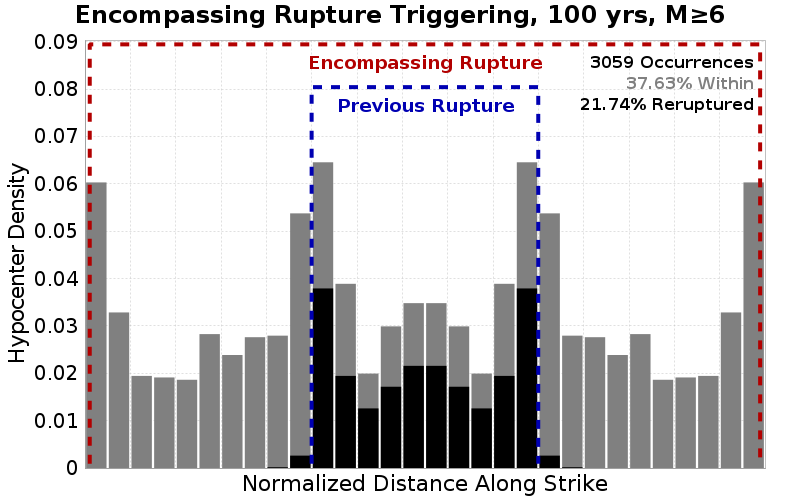 Encompassing Rupture Triggering, 100 yrs, M≥6
Encompassing Rupture
3059 Occurrences
37.63% Within
21.74% Reruptured
Previous Rupture
Hypocenter Density
0.09
0.08
0.07
0.06
0.05
0.04
0.03
0.02
0.01
0
Normalized Distance Along Strike